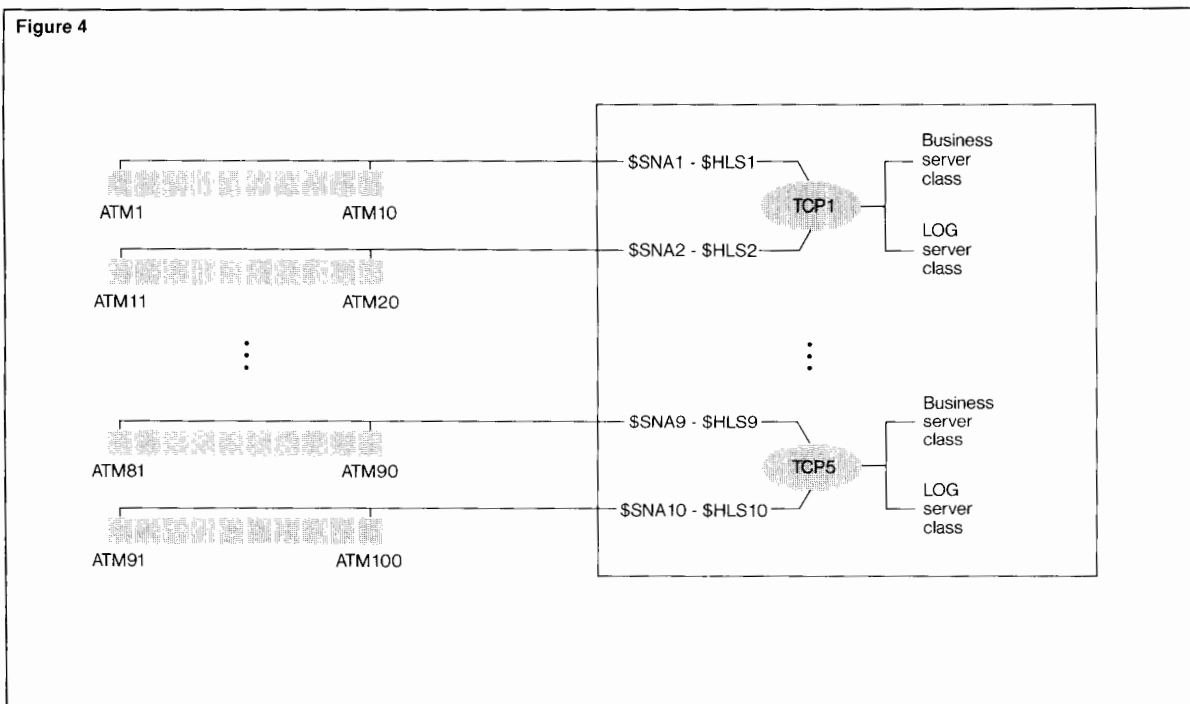 Figure 4
$SNA1 - $HLS1
Business
server
class
ATM1
ATM10
TCP1
$SNA2 - $HLS2
LOG
server
class
ATM11
ATM20
$SNA9 - $HLS9
Business
server
class
ATM81
ATM90
TCP5
$SNA10 - $HLS10
LOG
server
class
ATM91
ATM100